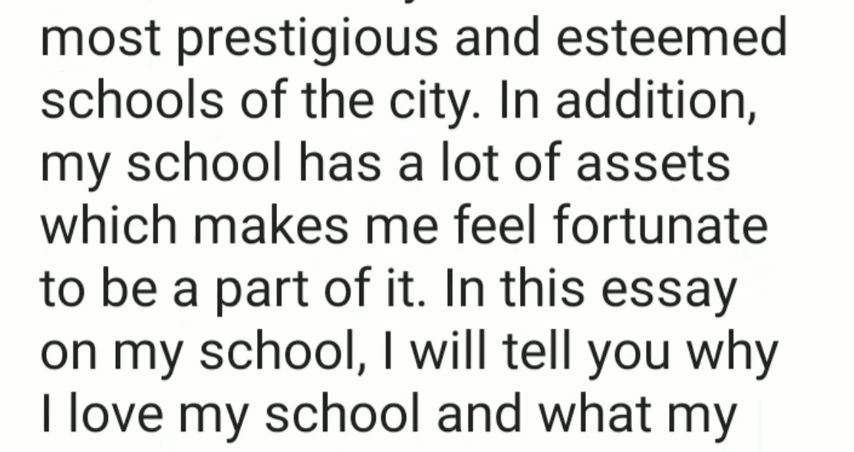 most prestigious and esteemed
schools of the city. In addition,
my school has a lot of assets
which makes me feel fortunate
to be a part of it. In this essay
on my school, I will tell you why
I love my school and what my